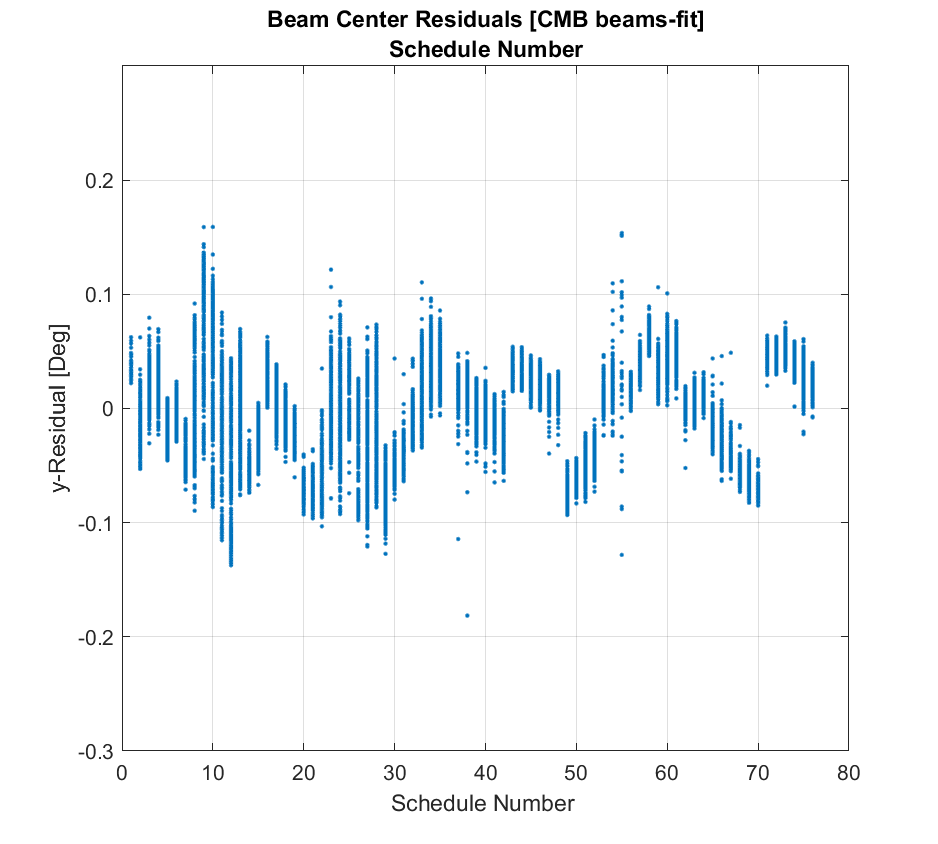 Beam Center Residuals [CMB beams-fit]
Schedule Number
0.2
0.1
0
-0.1
-0.2
-0.3
y-Residual [Deg]
0 10 20 30 40 50 60 70 80
Schedule Number